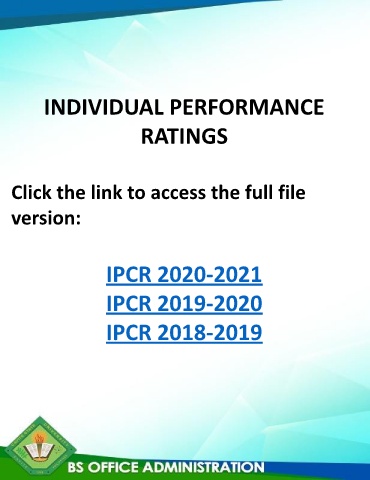 INDIVIDUAL PERFORMANCE
RATINGS
Click the link to access the full file
version:
IPCR 2020-2021
IPCR 2019-2020
IPCR 2018-2019
BS OFFICE ADMINISTRATION